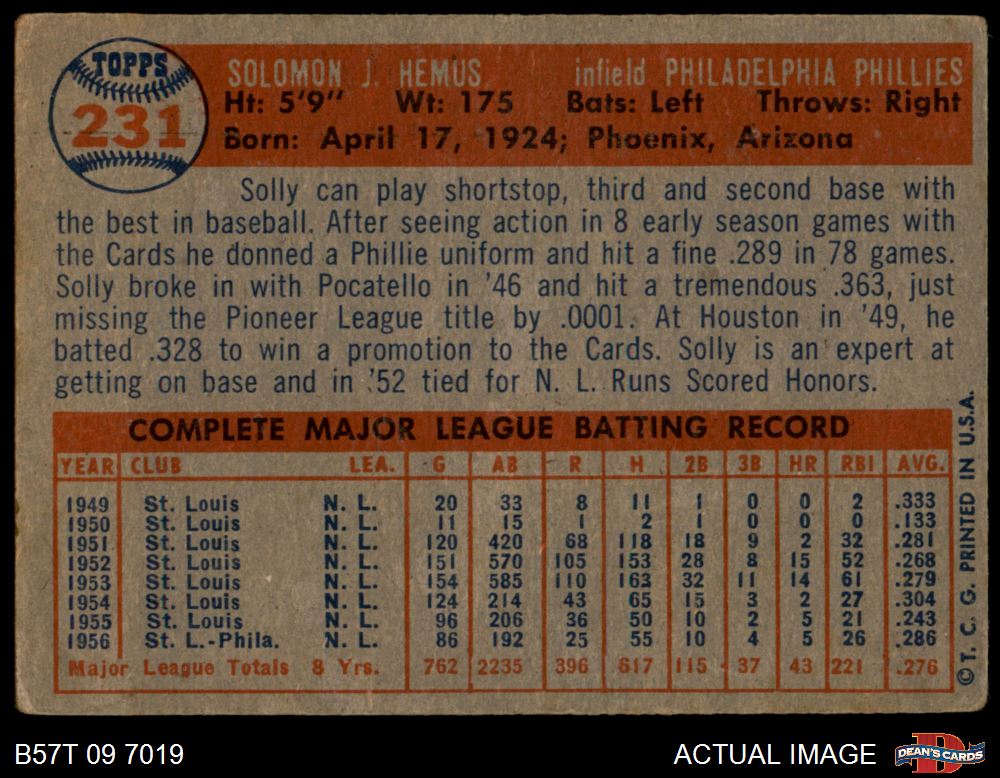 TOPPS
231
SOLOMON J. HEMUS infield PHILADELPHIA PHILLIES
Ht: 5'9" Wt: 175 Bats: Left Throws: Right
Born: April 17, 1924; Phoenix, Arizona
Solly can play shortstop, third and second base with
the best in baseball. After seeing action in 8 early season games with
the Cards he donned a Phillie uniform and hit a fine .289 in 78 games.
Solly broke in with Pocatello in '46 and hit a tremendous .363, just
missing the Pioneer League title by .0001. At Houston in '49, he
batted .328 to win a promotion to the Cards. Solly is an expert at
getting on base and in '52 tied for N. L. Runs Scored Honors.
COMPLETE MAJOR LEAGUE BATTING RECORD
YEAR CLUB LEA. G AB R H 2B 3B HR RBI AVG.
1949 St. Louis N. L. 20 33 8 11 1 0 0 2 .333
1950 St. Louis N. L. 11 15 1 2 1 0 0 0 .133
1951 St. Louis N. L. 120 420 68 118 18 9 2 32 .281
1952 St. Louis N. L. 151 570 105 153 28 8 15 52 .268
1953 St. Louis N. L. 154 585 110 163 32 11 14 61 .279
1954 St. Louis N. L. 124 214 43 65 15 3 2 27 .304
1955 St. Louis N. L. 96 206 36 50 10 2 5 21 .243
1956 St. L.-Phila. N. L. 86 192 25 55 10 4 5 26 .286
Major League Totals 8 Yrs. 762 2235 396 617 115 37 43 221 .276
©T. C. G. PRINTED IN U.S.A.
B57T 09 7019
ACTUAL IMAGE
DEAN'S CARDS